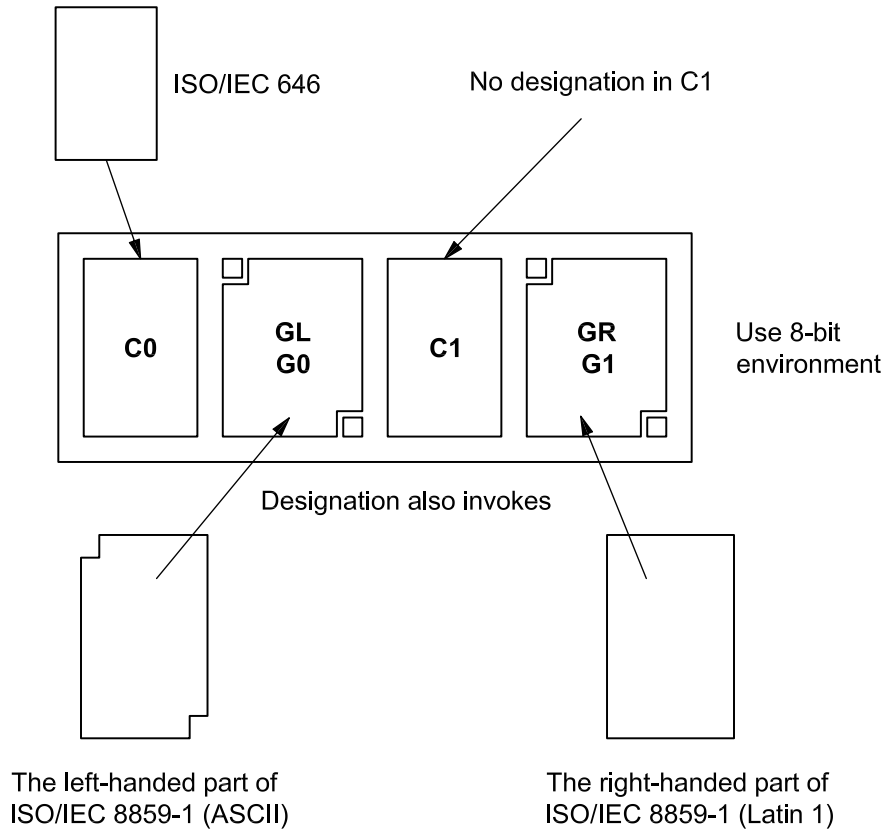 ISO/IEC 646
No designation in C1
C0
GL
G0
C1
GR
G1
Use 8-bit
environment
Designation also invokes
The left-handed part of
ISO/IEC 8859-1 (ASCII)
The right-handed part of
ISO/IEC 8859-1 (Latin 1)